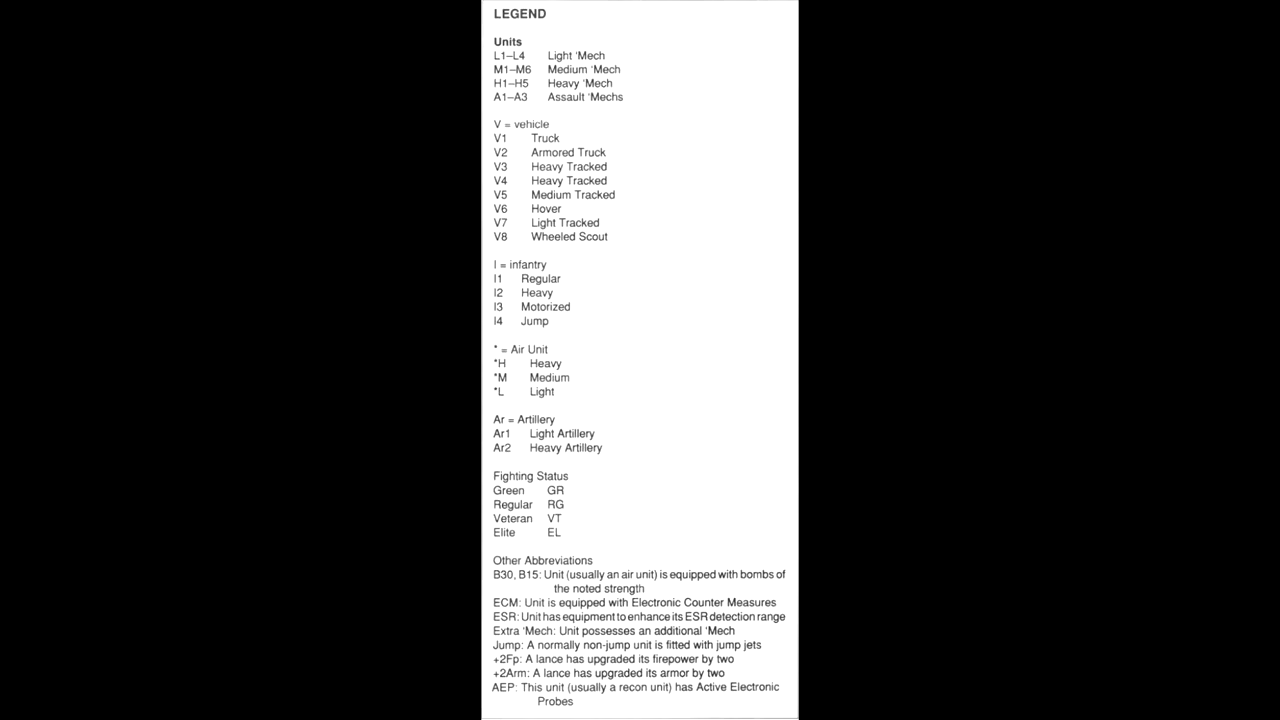 LEGEND
Units
L1–L4 Light ‘Mech
M1–M6 Medium ‘Mech
H1–H5 Heavy ‘Mech
A1–A3 Assault ‘Mechs
V = vehicle
V1 Truck
V2 Armored Truck
V3 Heavy Tracked
V4 Heavy Tracked
V5 Medium Tracked
V6 Hover
V7 Light Tracked
V8 Wheeled Scout
I = infantry
I1 Regular
I2 Heavy
I3 Motorized
I4 Jump
* = Air Unit
*H Heavy
*M Medium
*L Light
Ar = Artillery
Ar1 Light Artillery
Ar2 Heavy Artillery
Fighting Status
Green GR
Regular RG
Veteran VT
Elite EL
Other Abbreviations
B30, B15: Unit (usually an air unit) is equipped with bombs of
the noted strength
ECM: Unit is equipped with Electronic Counter Measures
ESR: Unit has equipment to enhance its ESR detection range
Extra ‘Mech: Unit possesses an additional ‘Mech
Jump: A normally non-jump unit is fitted with jump jets
+2Fp: A lance has upgraded its firepower by two
+2Arm: A lance has upgraded its armor by two
AEP: This unit (usually a recon unit) has Active Electronic
Probes